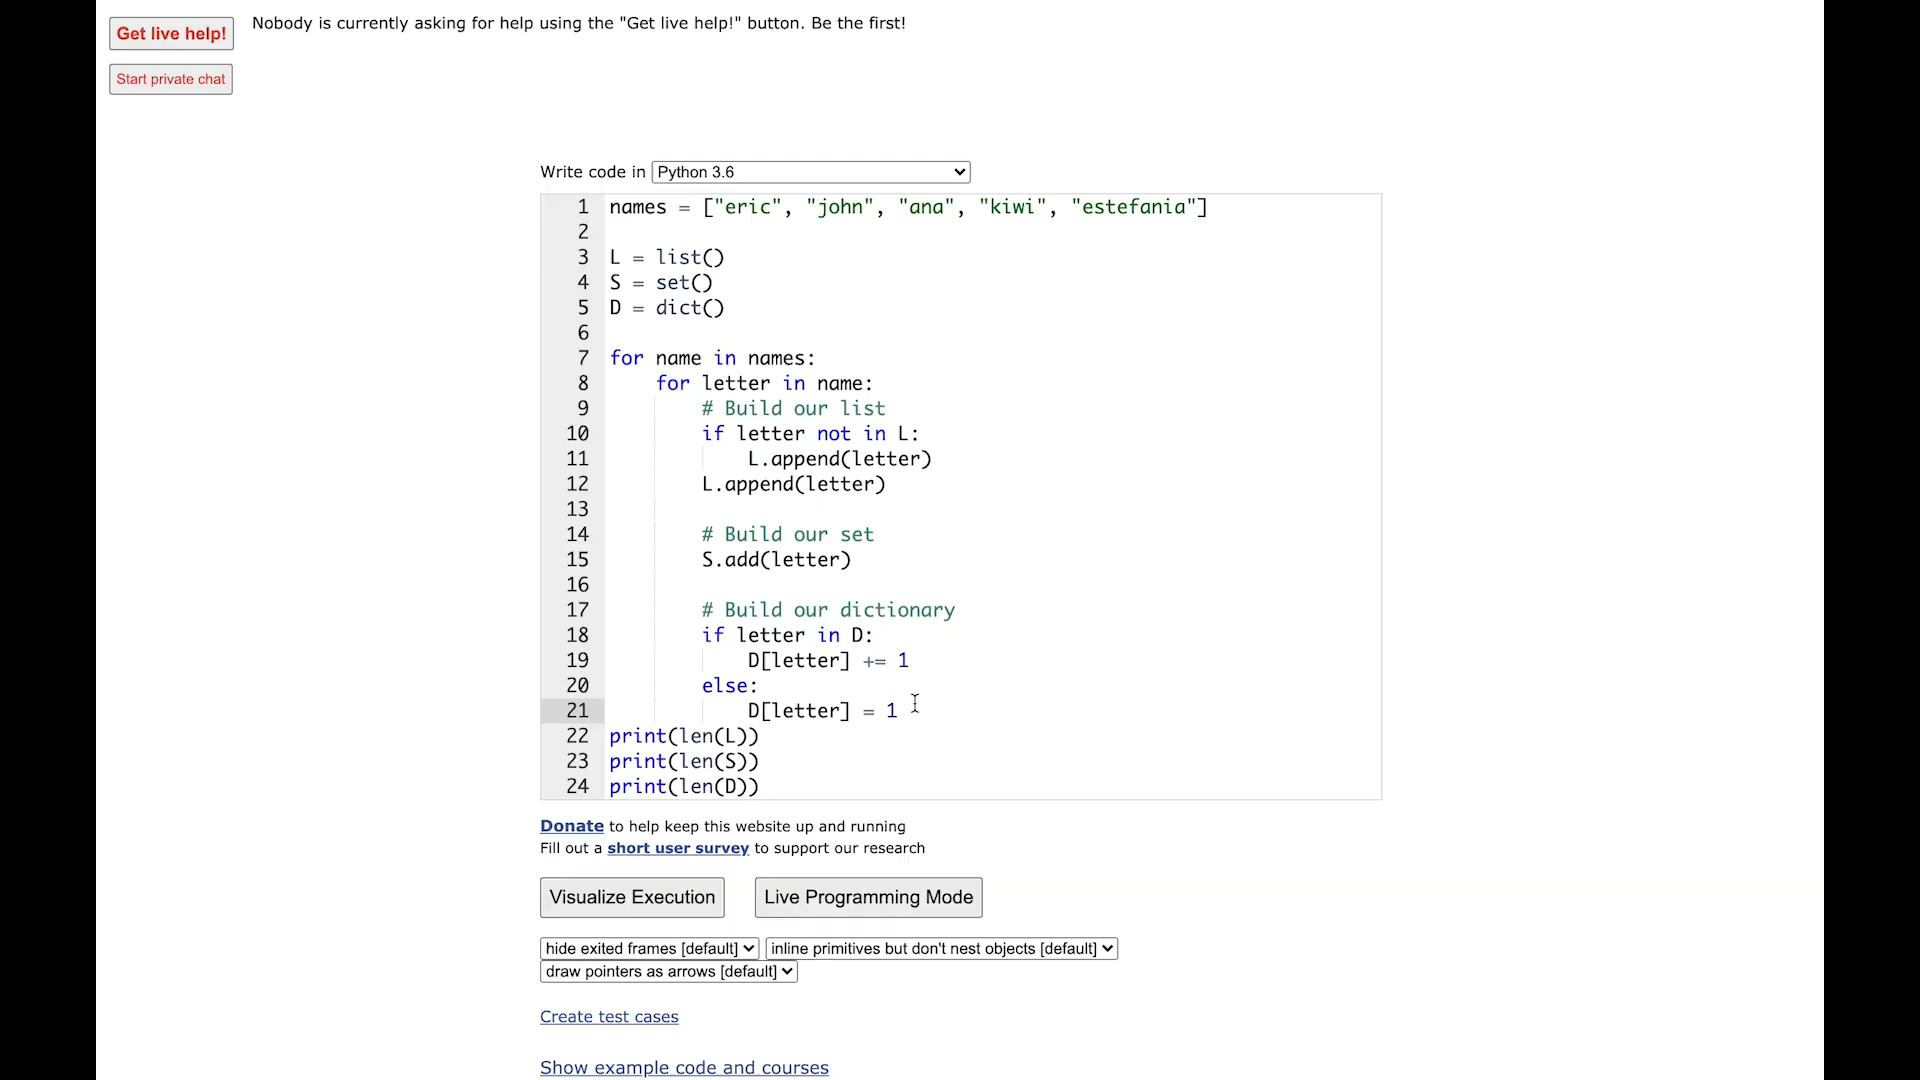 Get live help! Nobody is currently asking for help using the "Get live help!" button. Be the first!
Start private chat
Write code in Python 3.6
1 names = ["eric", "john", "ana", "kiwi", "estefania"]
2
3 L = list()
4 S = set()
5 D = dict()
6
7 for name in names:
8     for letter in name:
9         # Build our list
10         if letter not in L:
11             L.append(letter)
12         L.append(letter)
13
14         # Build our set
15         S.add(letter)
16
17         # Build our dictionary
18         if letter in D:
19             D[letter] += 1
20         else:
21             D[letter] = 1
22 print(len(L))
23 print(len(S))
24 print(len(D))
Donate to help keep this website up and running
Fill out a short user survey to support our research
Visualize Execution Live Programming Mode
hide exited frames [default] inline primitives but don't nest objects [default]
draw pointers as arrows [default]
Create test cases
Show example code and courses